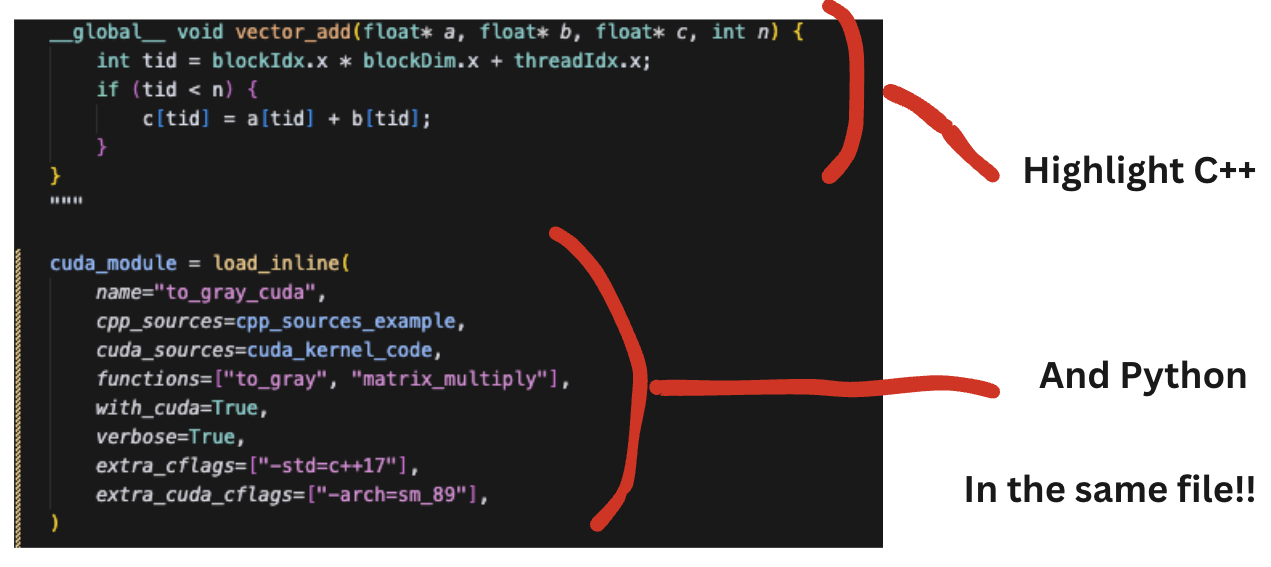 __global__ void vector_add(float* a, float* b, float* c, int n) {
    int tid = blockIdx.x * blockDim.x + threadIdx.x;
    if (tid < n) {
        c[tid] = a[tid] + b[tid];
    }
}
"""
Highlight C++
cuda_module = load_inline(
    name="to_gray_cuda",
    cpp_sources=cpp_sources_example,
    cuda_sources=cuda_kernel_code,
    functions=["to_gray", "matrix_multiply"],
    with_cuda=True,
    verbose=True,
    extra_cflags=["-std=c++17"],
    extra_cuda_cflags=["-arch=sm_89"],
)
And Python
In the same file!!